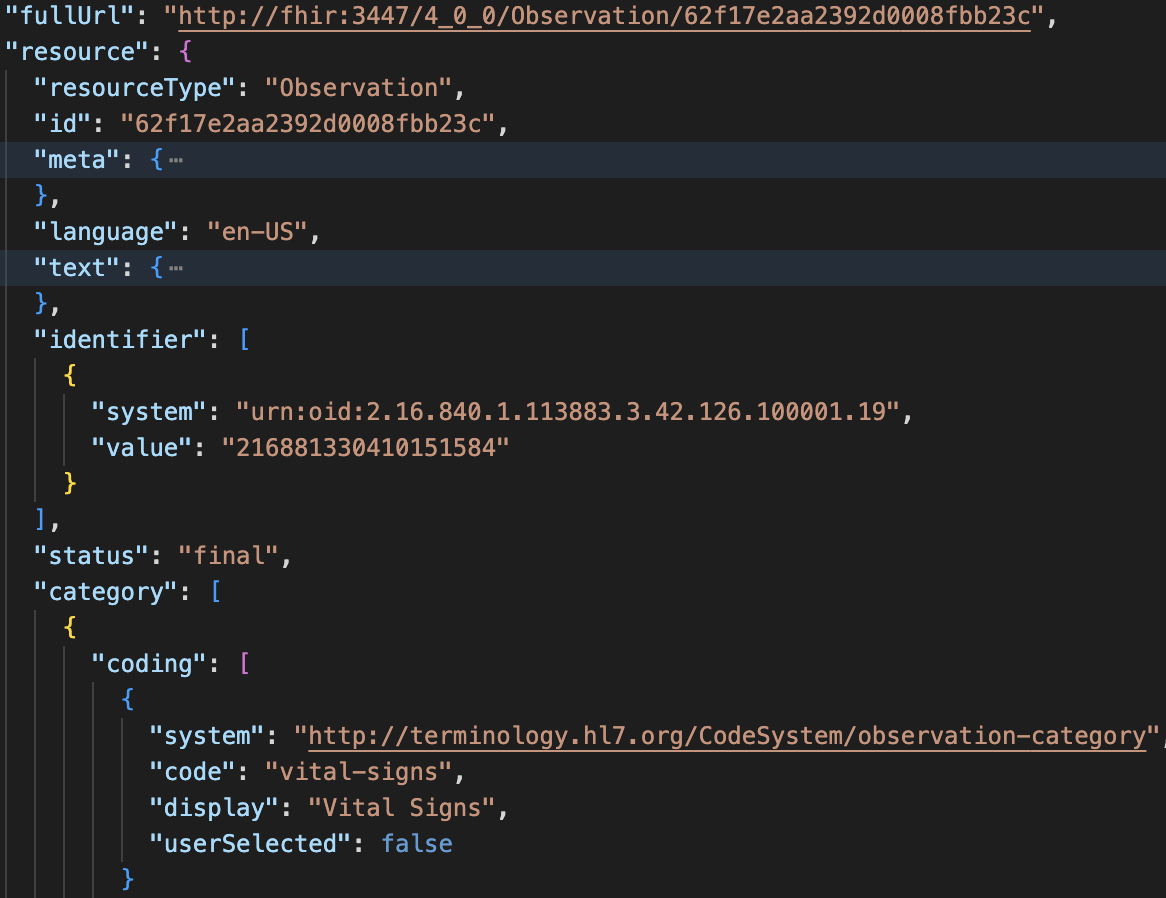 "fullUrl": "http://fhir:3447/4_0_0/Observation/62f17e2aa2392d0008fbb23c",
"resource": {
"resourceType": "Observation",
"id": "62f17e2aa2392d0008fbb23c",
"meta": {⋯
},
"language": "en-US",
"text": {⋯
},
"identifier": [
{
"system": "urn:oid:2.16.840.1.113883.3.42.126.100001.19",
"value": "216881330410151584"
}
],
"status": "final",
"category": [
{
"coding": [
{
"system": "http://terminology.hl7.org/CodeSystem/observation-category",
"code": "vital-signs",
"display": "Vital Signs",
"userSelected": false
}